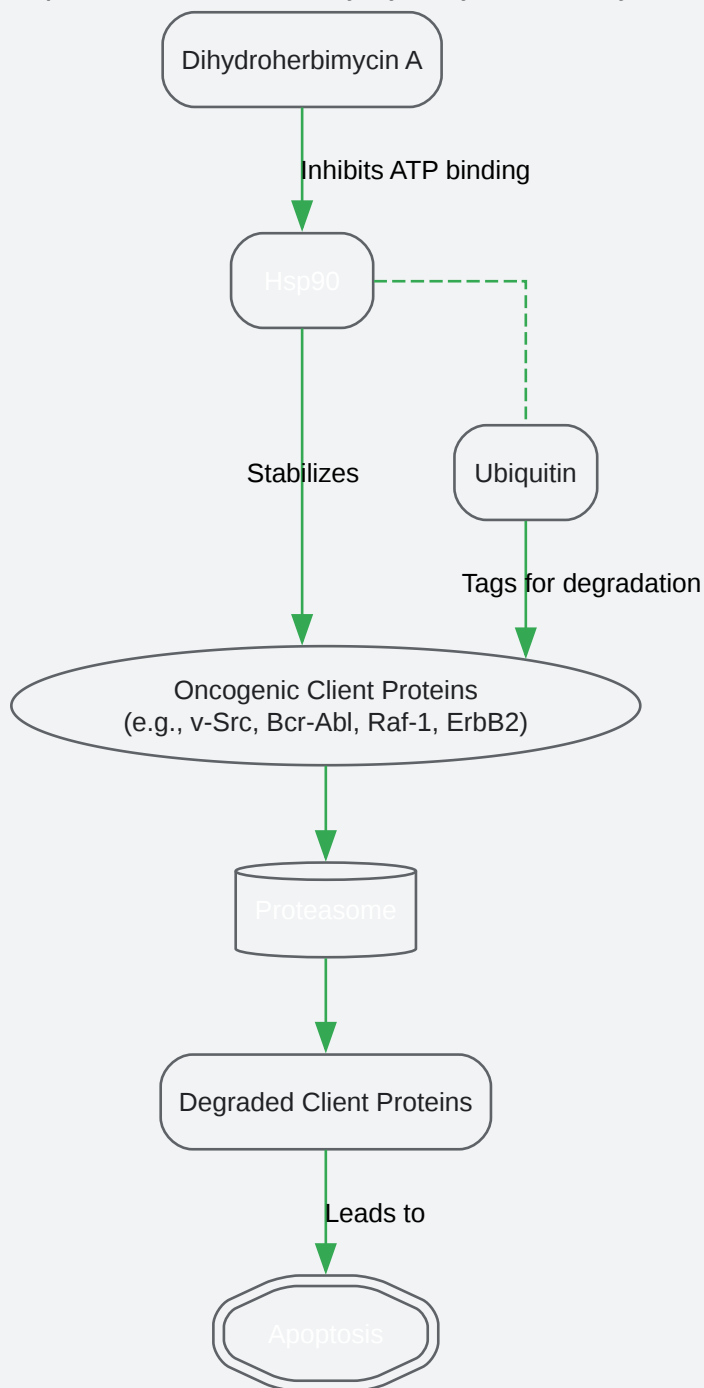 Dihydroherbimycin A
Inhibits ATP binding
Hsp90
Stabilizes
Ubiquitin
Tags for degradation
Oncogenic Client Proteins
(e.g., v-Src, Bcr-Abl, Raf-1, ErbB2)
Proteasome
Degraded Client Proteins
Leads to
Apoptosis